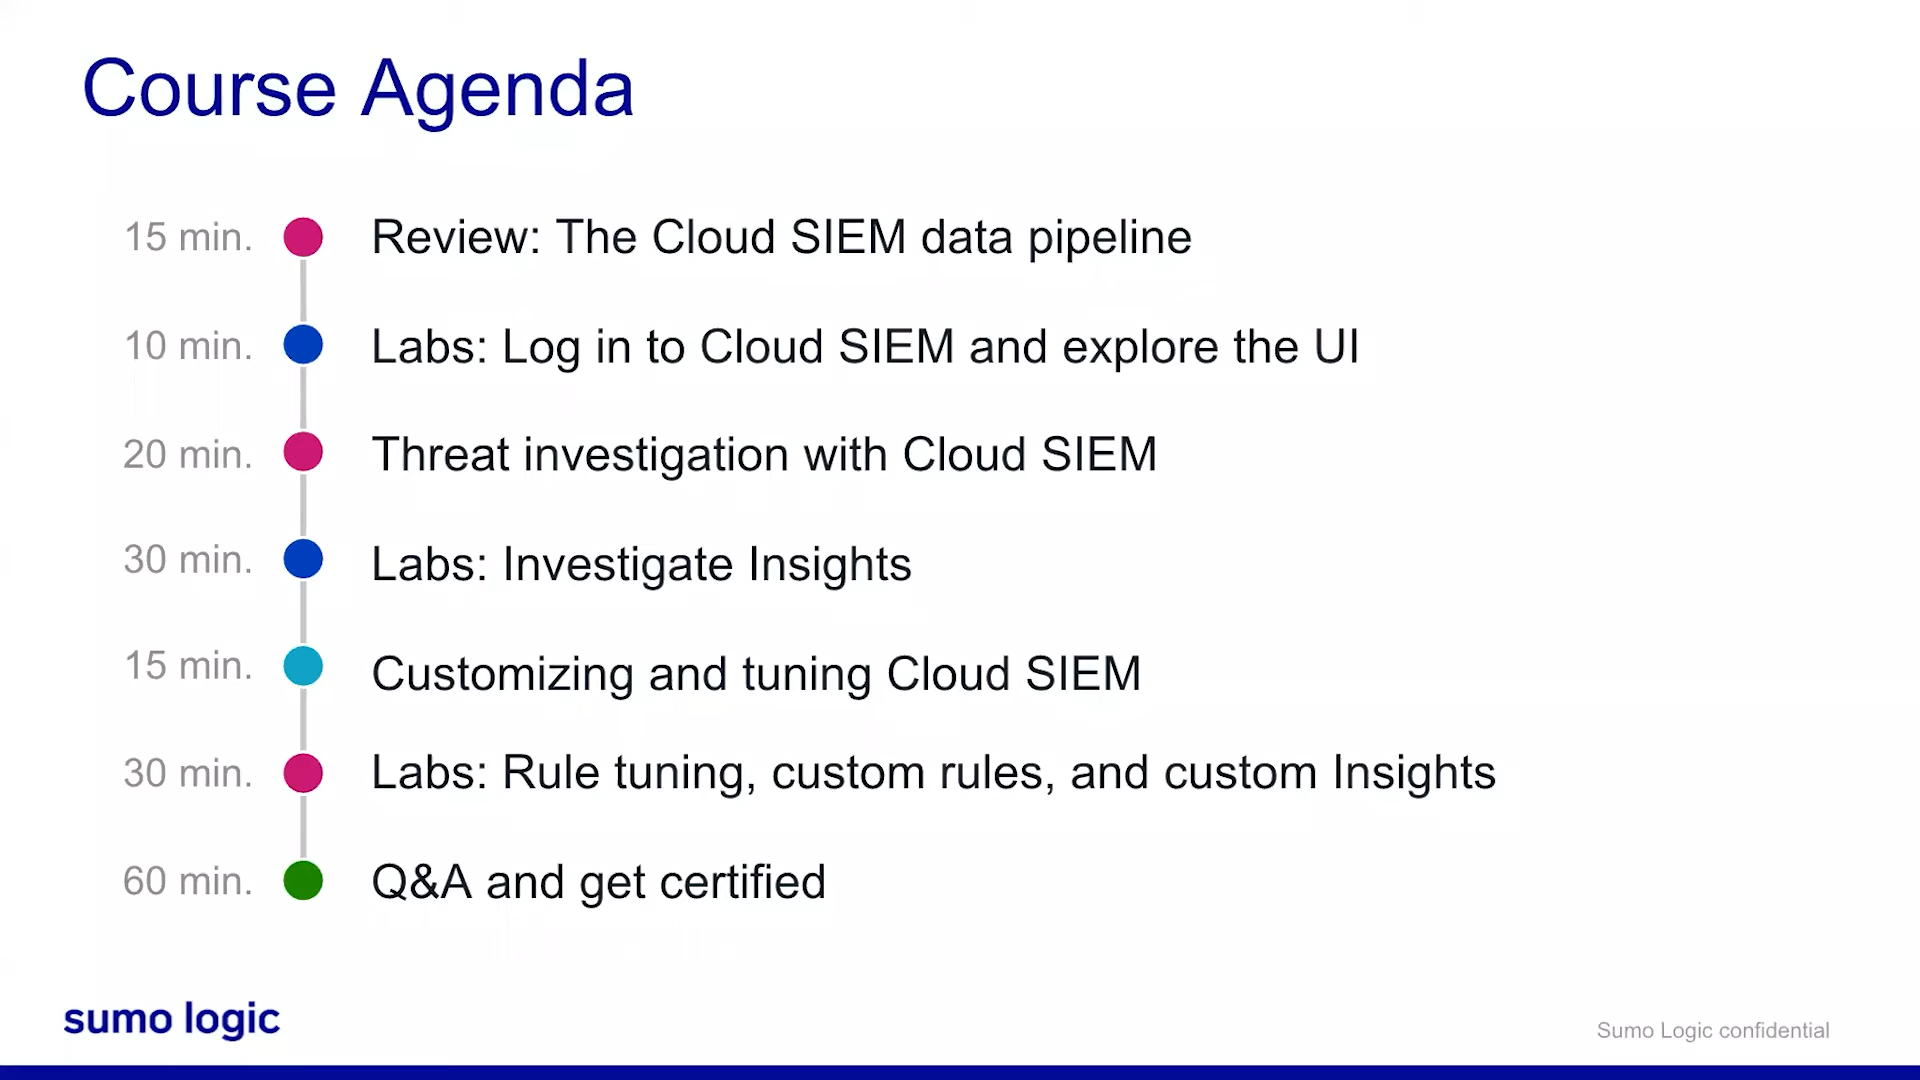 Course Agenda
15 min. Review: The Cloud SIEM data pipeline
10 min. Labs: Log in to Cloud SIEM and explore the UI
20 min. Threat investigation with Cloud SIEM
30 min. Labs: Investigate Insights
15 min. Customizing and tuning Cloud SIEM
30 min. Labs: Rule tuning, custom rules, and custom Insights
60 min. Q&A and get certified
sumo logic
Sumo Logic confidential